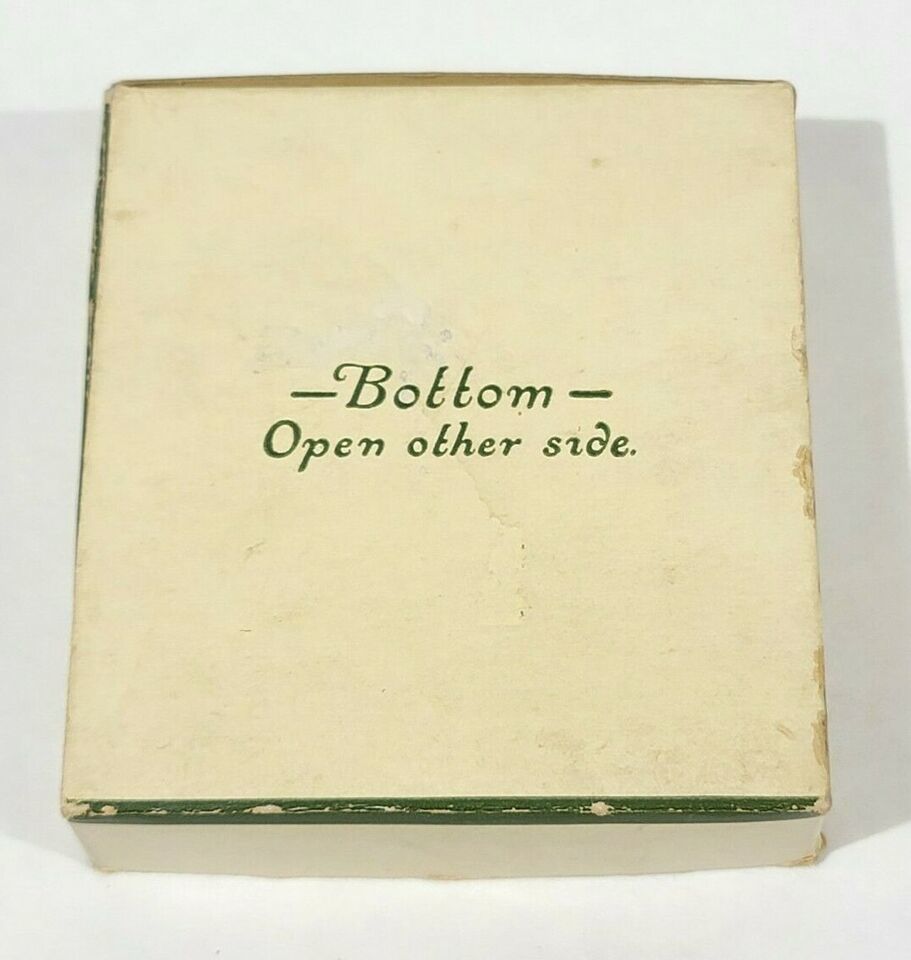 —Bottom—
Open other side.